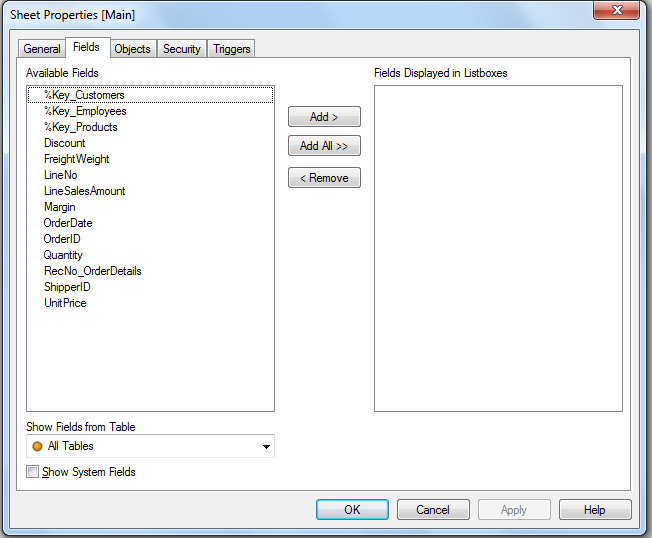 Sheet Properties [Main]
General Fields Objects Security Triggers
Available Fields
%Key_Customers
%Key_Employees
%Key_Products
Discount
FreightWeight
LineNo
LineSalesAmount
Margin
OrderDate
OrderID
Quantity
RecNo_OrderDetails
ShipperID
UnitPrice
Add >
Add All >>
< Remove
Fields Displayed in Listboxes
Show Fields from Table
All Tables
Show System Fields
OK Cancel Apply Help